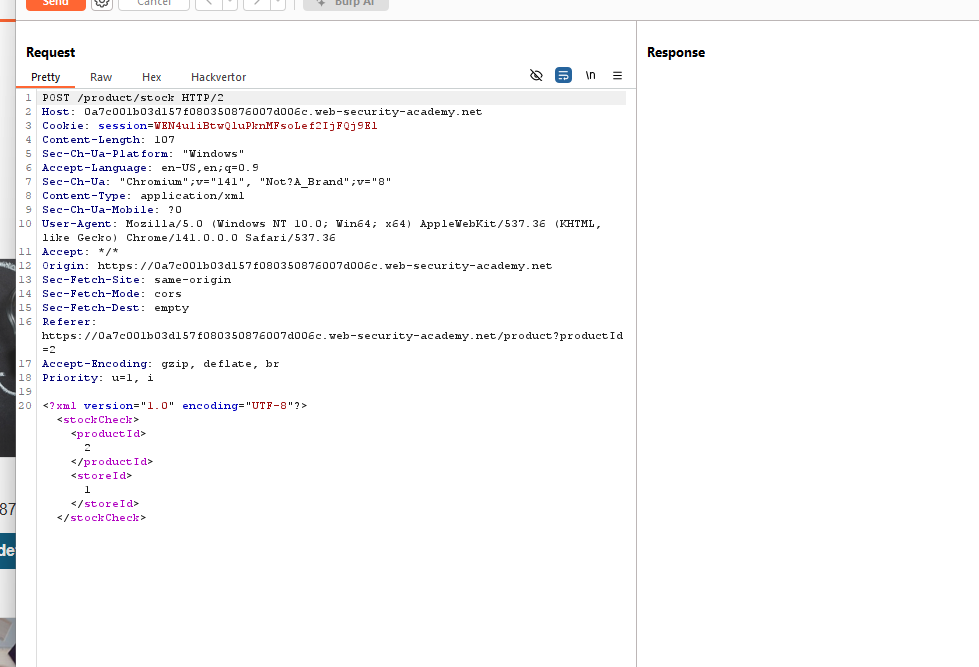 Send
Cancel
Burp AI
Request
Response
Pretty
Raw
Hex
Hackvertor
\n
1 POST /product/stock HTTP/2
2 Host: 0a7c001b03d157f080350876007d006c.web-security-academy.net
3 Cookie: session=WEN4uliBtwQluPknMFsoLef2IjFQj9El
4 Content-Length: 107
5 Sec-Ch-Ua-Platform: "Windows"
6 Accept-Language: en-US,en;q=0.9
7 Sec-Ch-Ua: "Chromium";v="141", "Not?A_Brand";v="8"
8 Content-Type: application/xml
9 Sec-Ch-Ua-Mobile: ?0
10 User-Agent: Mozilla/5.0 (Windows NT 10.0; Win64; x64) AppleWebKit/537.36 (KHTML,
like Gecko) Chrome/141.0.0.0 Safari/537.36
11 Accept: */*
12 Origin: https://0a7c001b03d157f080350876007d006c.web-security-academy.net
13 Sec-Fetch-Site: same-origin
14 Sec-Fetch-Mode: cors
15 Sec-Fetch-Dest: empty
16 Referer:
https://0a7c001b03d157f080350876007d006c.web-security-academy.net/product?productId
=2
17 Accept-Encoding: gzip, deflate, br
18 Priority: u=1, i
19
20 <?xml version="1.0" encoding="UTF-8"?>
<stockCheck>
<productId>
2
</productId>
<storeId>
1
</storeId>
</stockCheck>
87
de